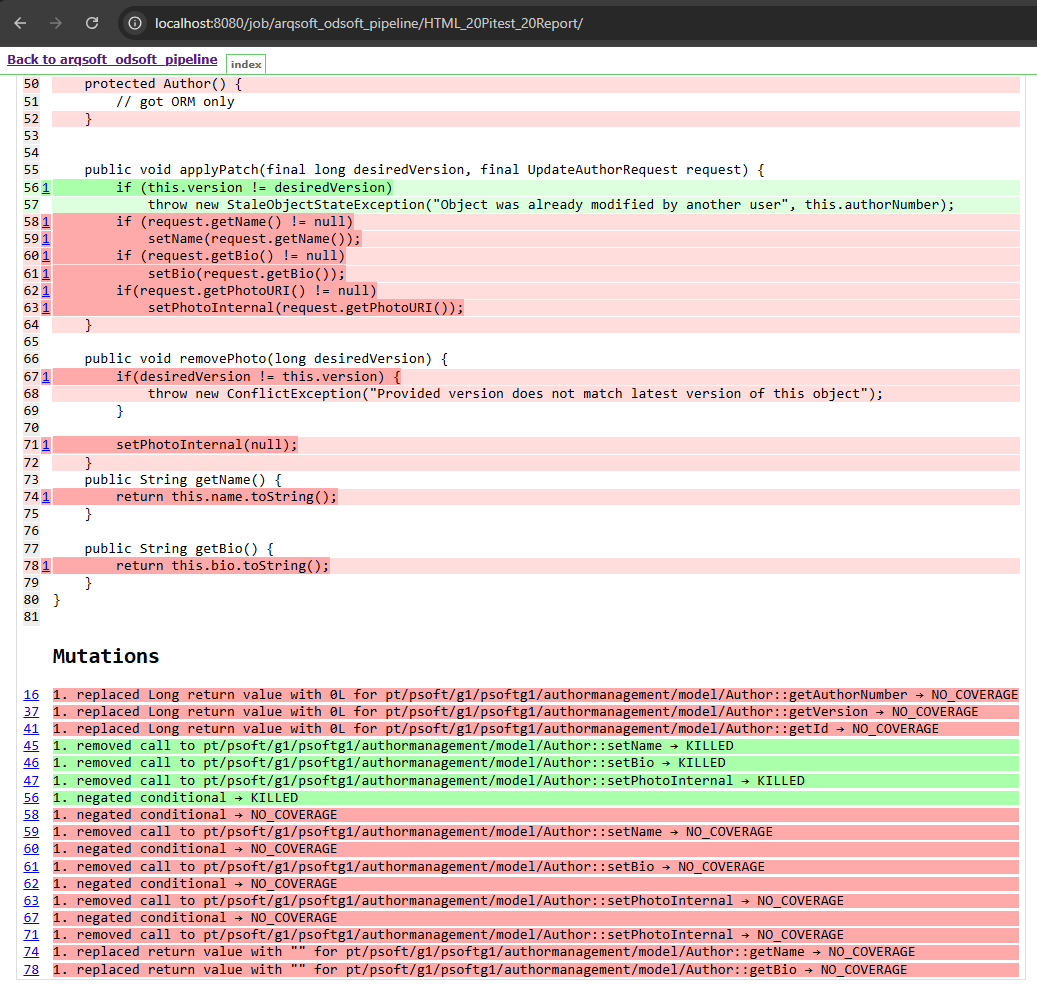 localhost:8080/job/arqsoft_odsoft_pipeline/HTML_20Pitest_20Report/
Back to arqsoft_odsoft_pipeline index
50 protected Author() {
51 // got ORM only
52 }
53
54
55 public void applyPatch(final long desiredVersion, final UpdateAuthorRequest request) {
56 1 if (this.version != desiredVersion)
57 throw new StaleObjectStateException("Object was already modified by another user", this.authorNumber);
58 1 if (request.getName() != null)
59 1 setName(request.getName());
60 1 if (request.getBio() != null)
61 1 setBio(request.getBio());
62 1 if(request.getPhotoURI() != null)
63 1 setPhotoInternal(request.getPhotoURI());
64 }
65
66 public void removePhoto(long desiredVersion) {
67 1 if(desiredVersion != this.version) {
68 throw new ConflictException("Provided version does not match latest version of this object");
69 }
70
71 1 setPhotoInternal(null);
72 }
73 public String getName() {
74 1 return this.name.toString();
75 }
76
77 public String getBio() {
78 1 return this.bio.toString();
79 }
80 }
81
Mutations
16 1. replaced Long return value with 0L for pt/psoft/g1/psoftg1/authormanagement/model/Author::getAuthorNumber → NO_COVERAGE
37 1. replaced Long return value with 0L for pt/psoft/g1/psoftg1/authormanagement/model/Author::getVersion → NO_COVERAGE
41 1. replaced Long return value with 0L for pt/psoft/g1/psoftg1/authormanagement/model/Author::getId → NO_COVERAGE
45 1. removed call to pt/psoft/g1/psoftg1/authormanagement/model/Author::setName → KILLED
46 1. removed call to pt/psoft/g1/psoftg1/authormanagement/model/Author::setBio → KILLED
47 1. removed call to pt/psoft/g1/psoftg1/authormanagement/model/Author::setPhotoInternal → KILLED
56 1. negated conditional → KILLED
58 1. negated conditional → NO_COVERAGE
59 1. removed call to pt/psoft/g1/psoftg1/authormanagement/model/Author::setName → NO_COVERAGE
60 1. negated conditional → NO_COVERAGE
61 1. removed call to pt/psoft/g1/psoftg1/authormanagement/model/Author::setBio → NO_COVERAGE
62 1. negated conditional → NO_COVERAGE
63 1. removed call to pt/psoft/g1/psoftg1/authormanagement/model/Author::setPhotoInternal → NO_COVERAGE
67 1. negated conditional → NO_COVERAGE
71 1. removed call to pt/psoft/g1/psoftg1/authormanagement/model/Author::setPhotoInternal → NO_COVERAGE
74 1. replaced return value with "" for pt/psoft/g1/psoftg1/authormanagement/model/Author::getName → NO_COVERAGE
78 1. replaced return value with "" for pt/psoft/g1/psoftg1/authormanagement/model/Author::getBio → NO_COVERAGE